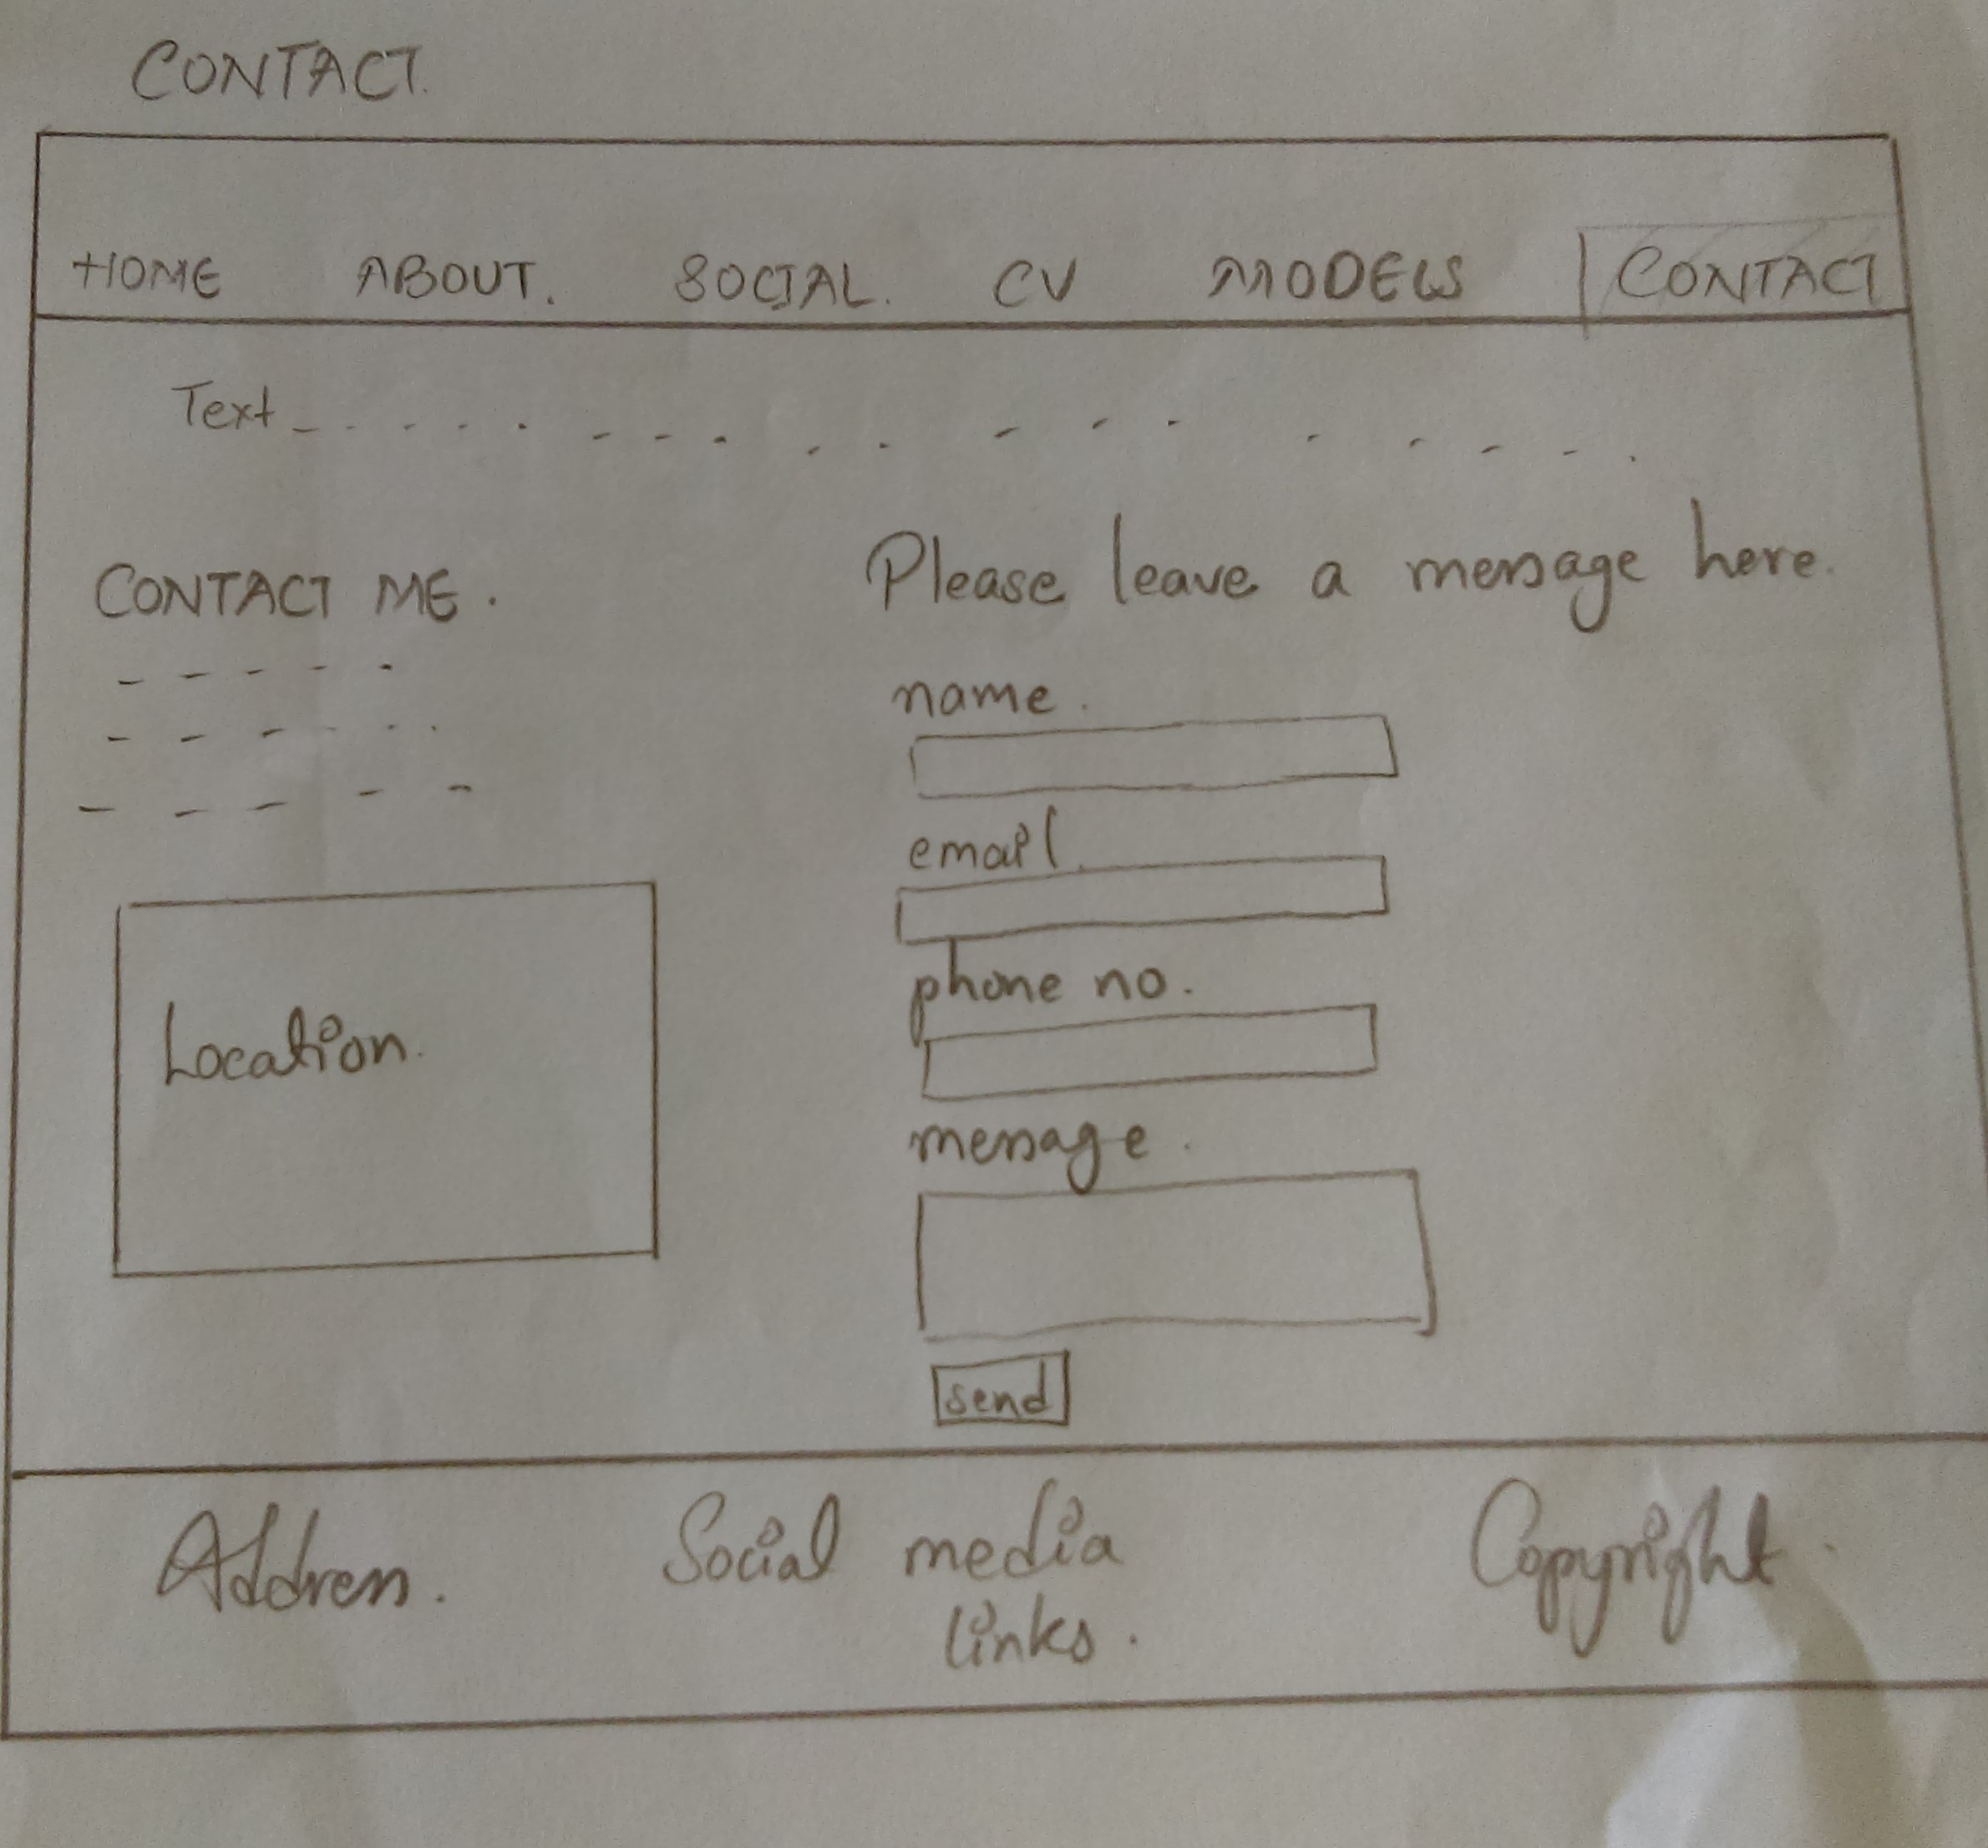 CONTACT.
HOME ABOUT. SOCIAL. CV MODELS CONTACT
Text
CONTACT ME.
Please leave a message here.
name.
email.
phone no.
message.
Location.
send
Address. Social media links. Copyright.